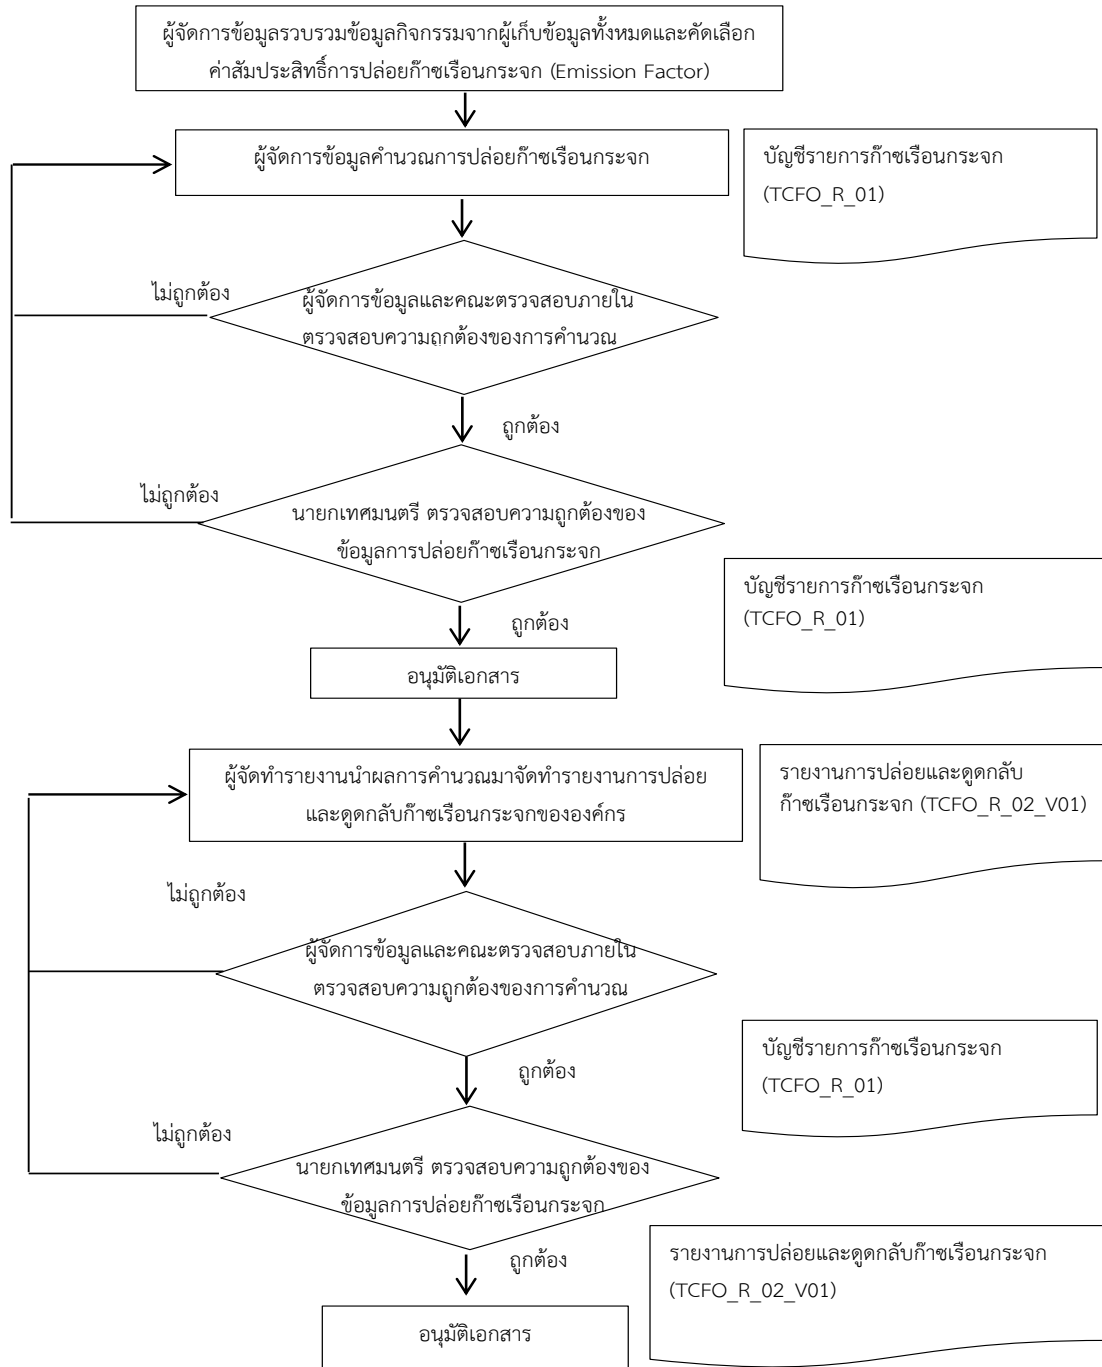 ผู้จัดการข้อมูลรวบรวมข้อมูลกิจกรรมจากผู้เก็บข้อมูลทั้งหมดและคัดเลือก
ค่าสัมประสิทธิ์การปล่อยก๊าซเรือนกระจก (Emission Factor)
ผู้จัดการข้อมูลคำนวณการปล่อยก๊าซเรือนกระจก
บัญชีรายการก๊าซเรือนกระจก
(TCFO_R_01)
ไม่ถูกต้อง
ผู้จัดการข้อมูลและคณะตรวจสอบภายใน
ตรวจสอบความถูกต้องของการคำนวณ
ถูกต้อง
ไม่ถูกต้อง
นายกเทศมนตรี ตรวจสอบความถูกต้องของ
ข้อมูลการปล่อยก๊าซเรือนกระจก
บัญชีรายการก๊าซเรือนกระจก
(TCFO_R_01)
ถูกต้อง
อนุมัติเอกสาร
ผู้จัดทำรายงานนำผลการคำนวณมาจัดทำรายงานการปล่อย
และดูดกลับก๊าซเรือนกระจกขององค์กร
รายงานการปล่อยและดูดกลับ
ก๊าซเรือนกระจก (TCFO_R_02_V01)
ไม่ถูกต้อง
ผู้จัดการข้อมูลและคณะตรวจสอบภายใน
ตรวจสอบความถูกต้องของการคำนวณ
บัญชีรายการก๊าซเรือนกระจก
(TCFO_R_01)
ถูกต้อง
ไม่ถูกต้อง
นายกเทศมนตรี ตรวจสอบความถูกต้องของ
ข้อมูลการปล่อยก๊าซเรือนกระจก
รายงานการปล่อยและดูดกลับก๊าซเรือนกระจก
(TCFO_R_02_V01)
ถูกต้อง
อนุมัติเอกสาร